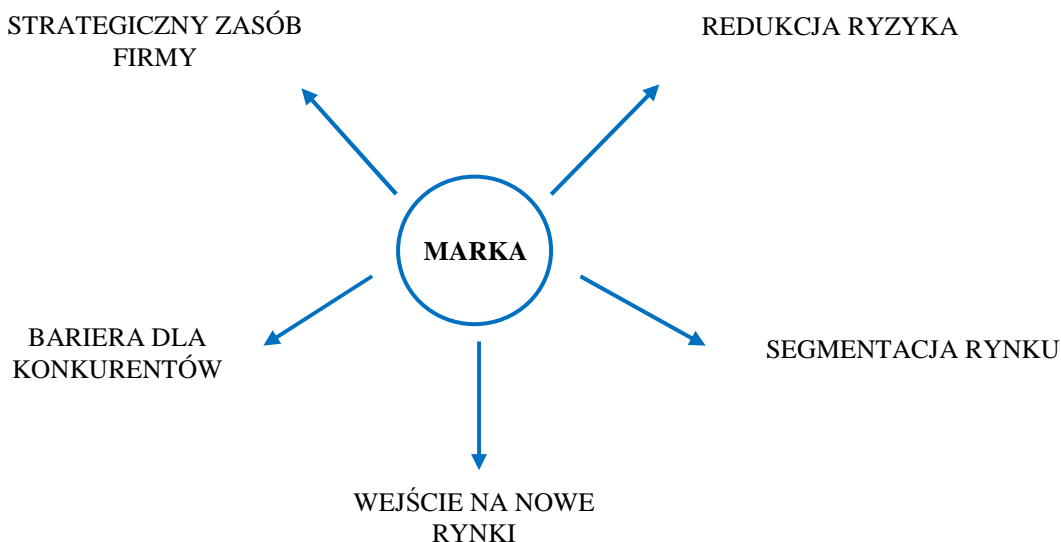 STRATEGICZNY ZASÓB
FIRMY
REDUKCJA RYZYKA
MARKA
BARIERA DLA
KONKURENTÓW
SEGMENTACJA RYNKU
WEJŚCIE NA NOWE
RYNKI